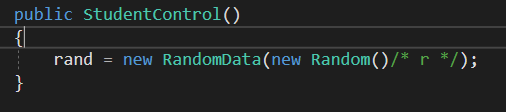 public StudentControl()
{
    rand = new RandomData(new Random()/* r */);
}